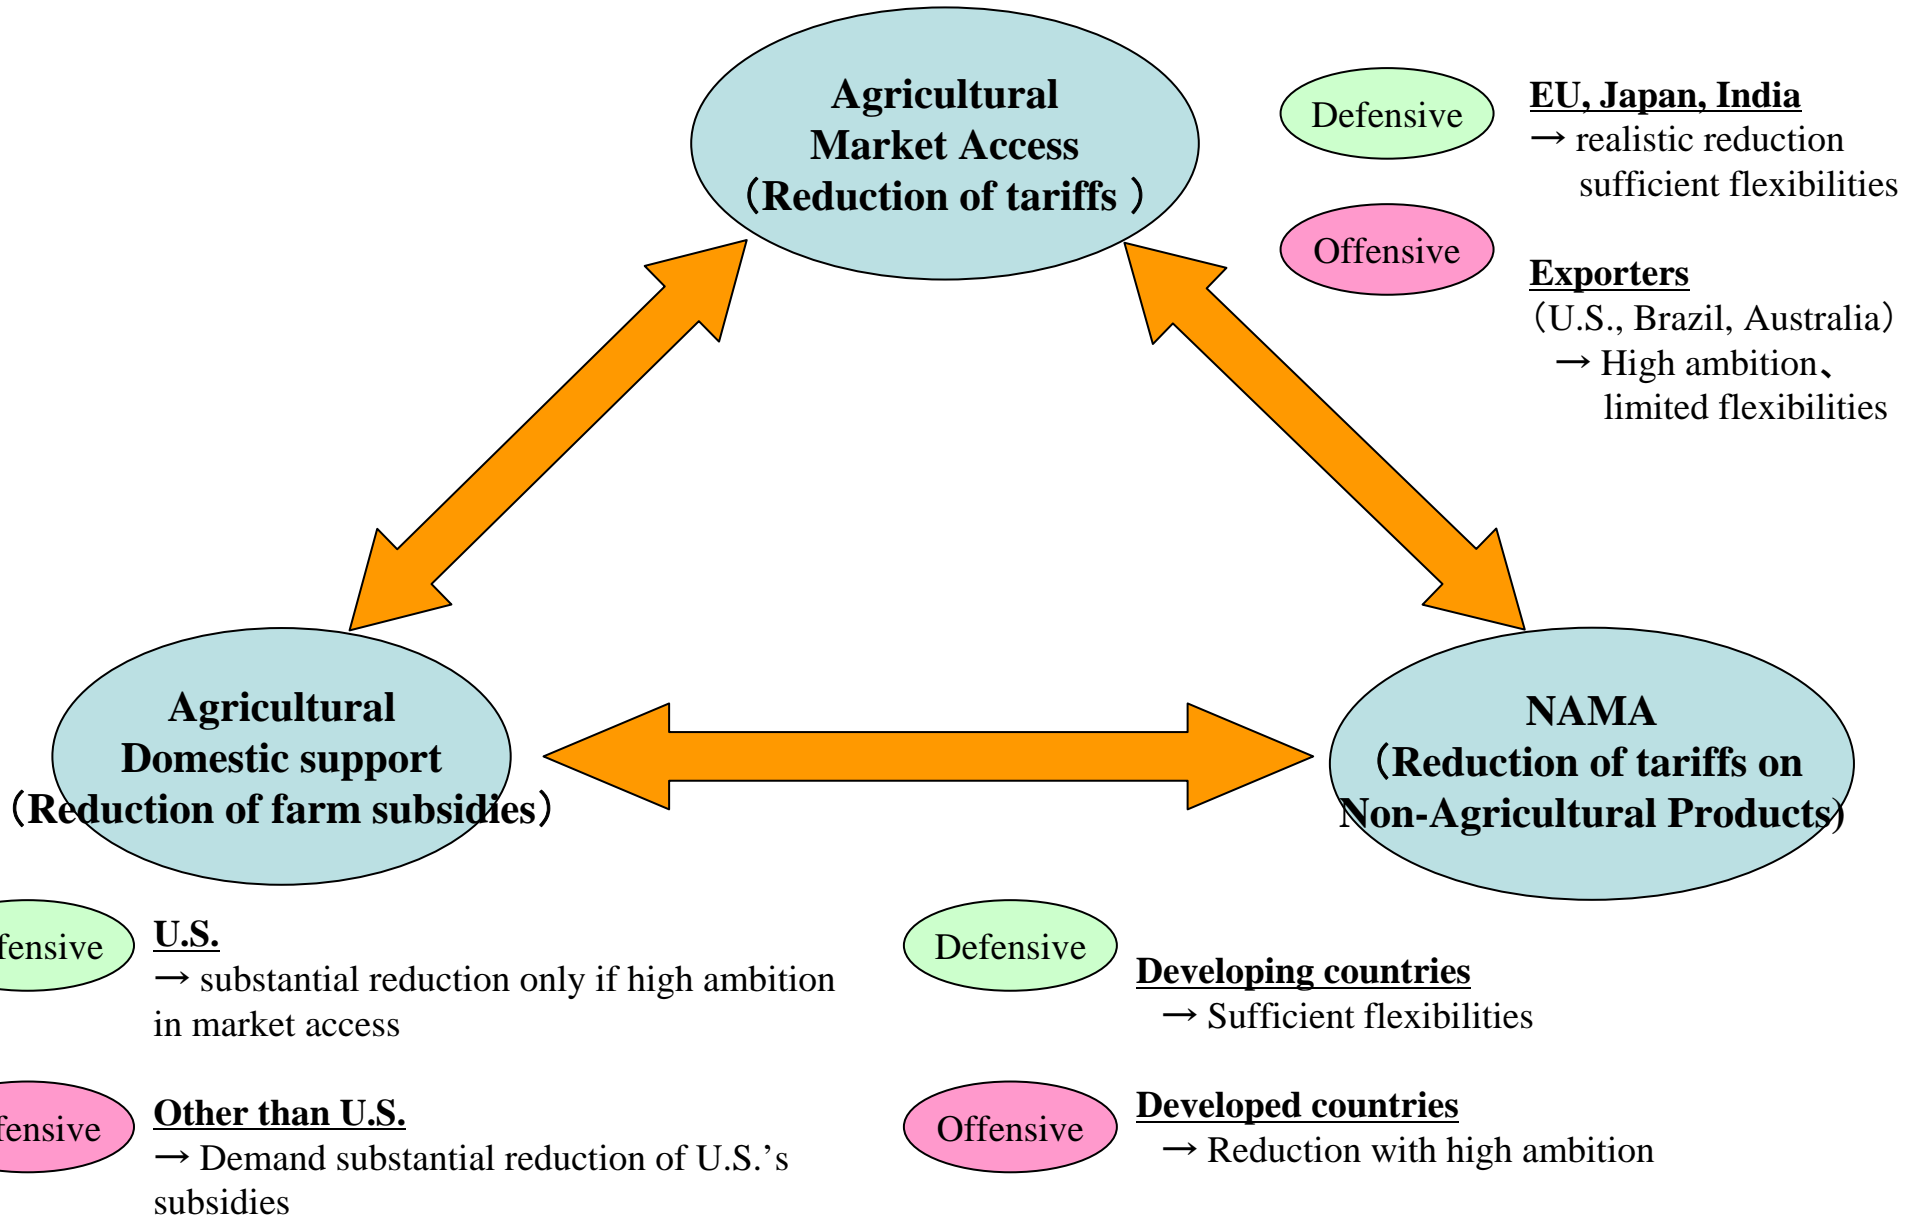 Agricultural
Market Access
（Reduction of tariffs ）
Defensive
EU, Japan, India
→ realistic reduction
sufficient flexibilities
Offensive
Exporters
（U.S., Brazil, Australia）
→ High ambition、
limited flexibilities
Agricultural
Domestic support
（Reduction of farm subsidies）
NAMA
（Reduction of tariffs on
Non-Agricultural Products)
fensive
U.S.
→ substantial reduction only if high ambition
in market access
fensive
Other than U.S.
→ Demand substantial reduction of U.S.’s
subsidies
Defensive
Developing countries
→ Sufficient flexibilities
Offensive
Developed countries
→ Reduction with high ambition